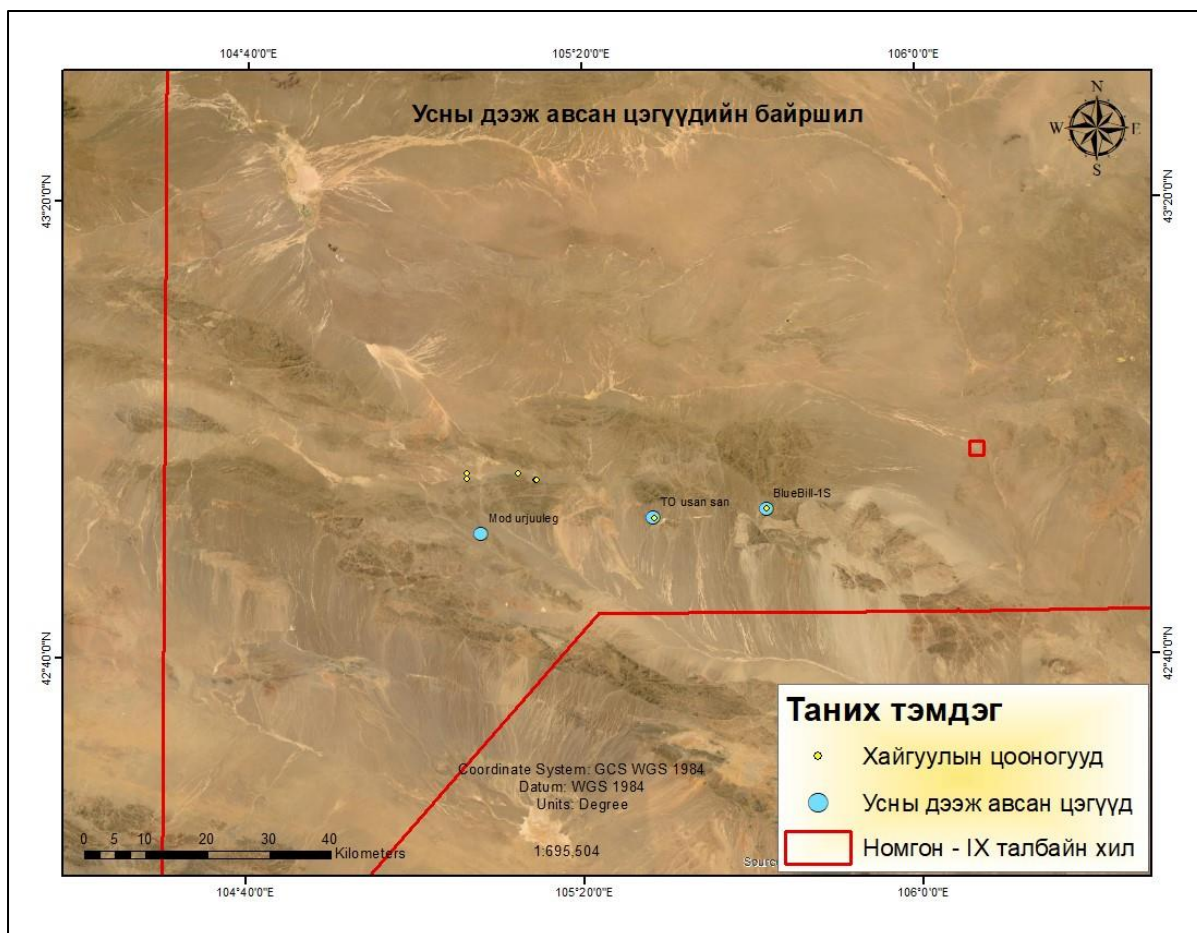 104°40'0"E
105°20'0"E
106°0'0"E
Усны дээж авсан цэгүүдийн байршил
N
W
E
S
43°20'0"N
43°20'0"N
Mod urjuuleg
TO usan san
BlueBill-1S
42°40'0"N
42°40'0"N
Таних тэмдэг
Хайгуулын цооногууд
Усны дээж авсан цэгүүд
Номгон - IX талбайн хил
Coordinate System: GCS WGS 1984
Datum: WGS 1984
Units: Degree
0 5 10 20 30 40
Kilometers
1:695,504
104°40'0"E
105°20'0"E
106°0'0"E